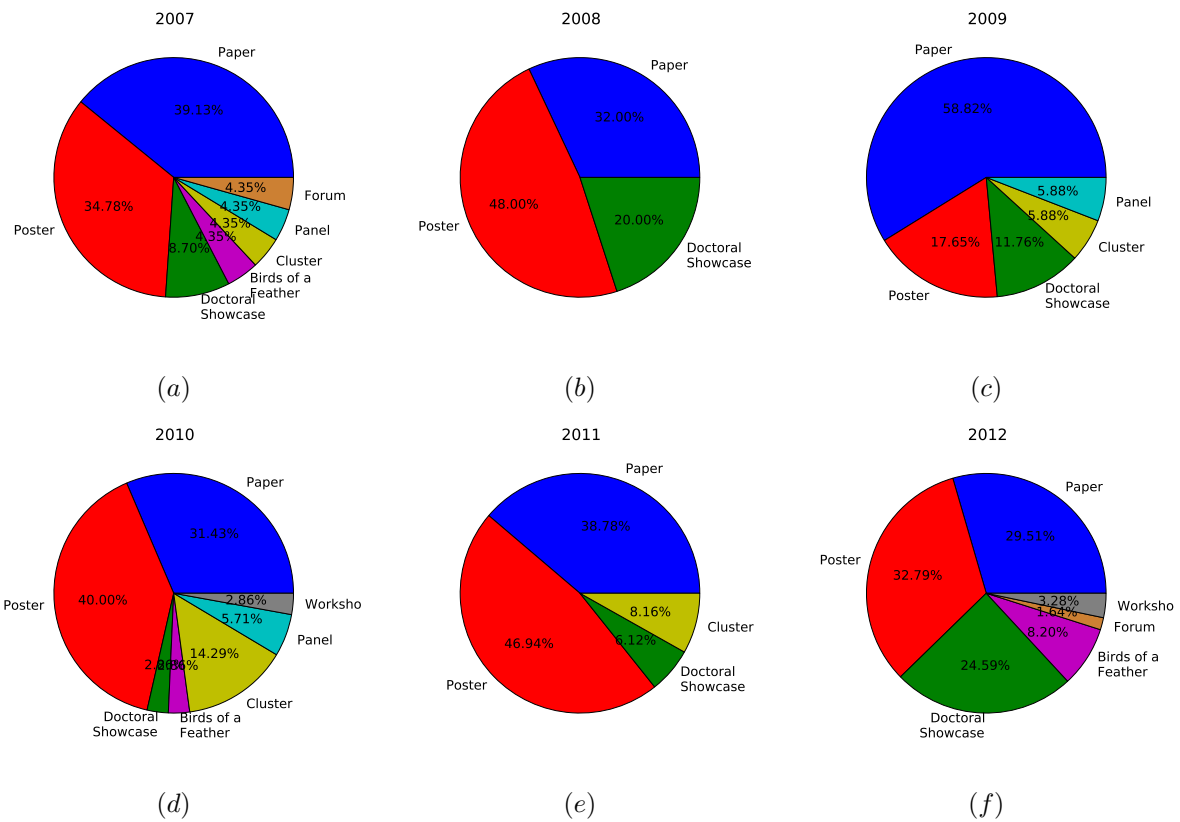 2007
Paper
39.13%
Poster
34.78%
Doctoral
Showcase
8.70%
Birds of a
Feather
4.35%
Cluster
4.35%
Panel
4.35%
Forum
4.35%
(a)
2008
Paper
32.00%
Poster
48.00%
Doctoral
Showcase
20.00%
(b)
2009
Paper
58.82%
Poster
17.65%
Doctoral
Showcase
11.76%
Cluster
5.88%
Panel
5.88%
(c)
2010
Paper
31.43%
Poster
40.00%
Doctoral
Showcase
2.86%
Birds of a
Feather
2.86%
Cluster
14.29%
Panel
5.71%
Worksho
2.86%
(d)
2011
Paper
38.78%
Poster
46.94%
Doctoral
Showcase
6.12%
Cluster
8.16%
(e)
2012
Paper
29.51%
Poster
32.79%
Doctoral
Showcase
24.59%
Birds of a
Feather
8.20%
Forum
1.64%
Worksho
3.28%
(f)